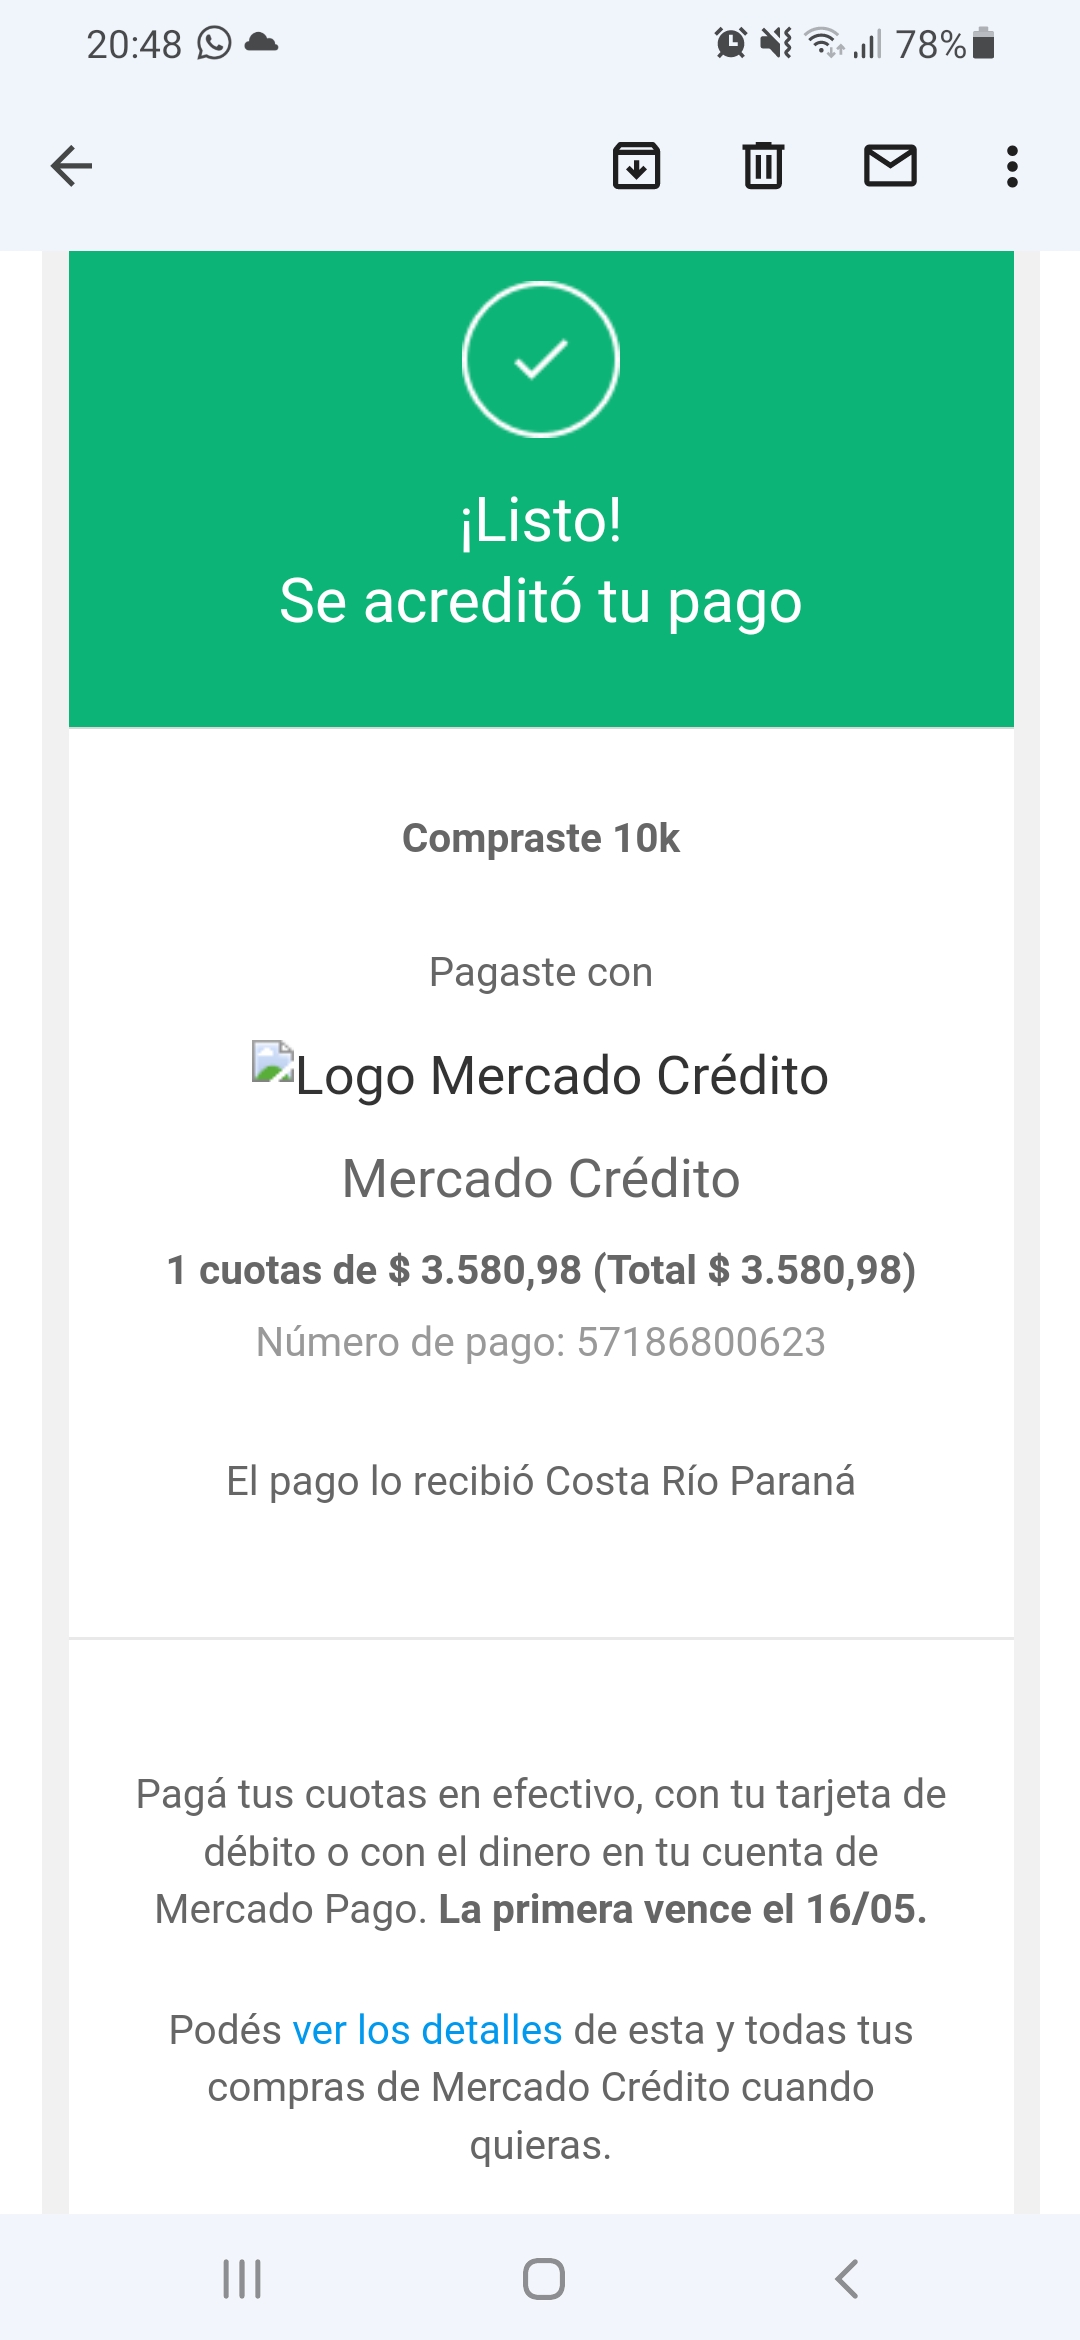 20:48
78%
¡Listo!
Se acreditó tu pago
Compraste 10k
Pagaste con
Logo Mercado Crédito
Mercado Crédito
1 cuotas de $ 3.580,98 (Total $ 3.580,98)
Número de pago: 57186800623
El pago lo recibió Costa Río Paraná
Pagá tus cuotas en efectivo, con tu tarjeta de
débito o con el dinero en tu cuenta de
Mercado Pago. La primera vence el 16/05.
Podés ver los detalles de esta y todas tus
compras de Mercado Crédito cuando
quieras.